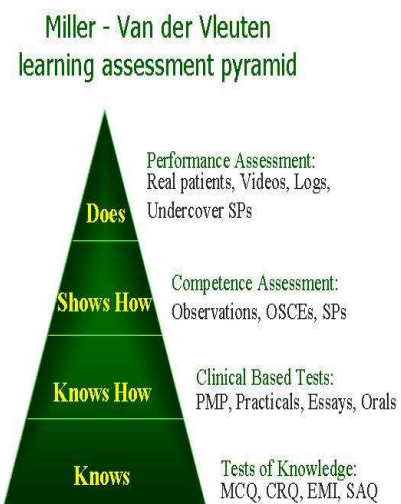 Miller - Van der Vleuten
learning assessment pyramid
Performance Assessment:
Real patients, Videos, Logs,
Does
Undercover SPs
Competence Assessment:
Shows How
Observations, OSCEs, SPs
Clinical Based Tests:
Knows How
PMP, Practicals, Essays, Orals
Tests of Knowledge:
Knows
MCQ, CRQ, EMI, SAQ